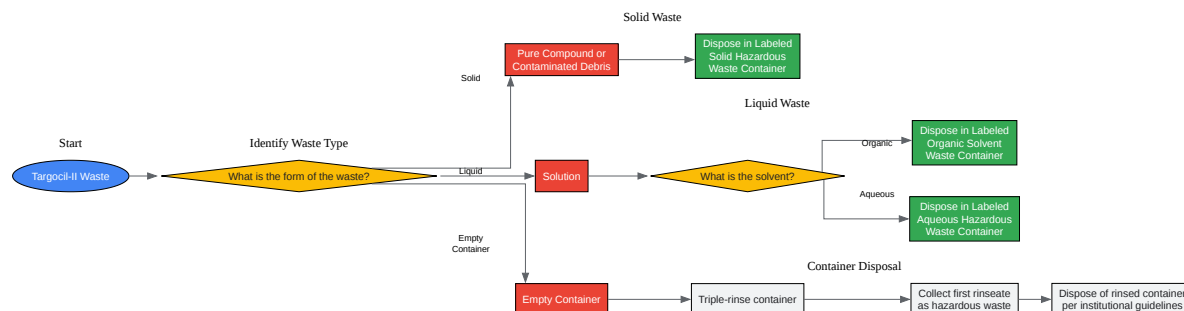 Solid Waste
Pure Compound or
Contaminated Debris
Dispose in Labeled
Solid Hazardous
Waste Container
Solid
Liquid Waste
Start
Identify Waste Type
Targocil-II Waste
What is the form of the waste?
Liquid
Solution
What is the solvent?
Organic
Dispose in Labeled
Organic Solvent
Waste Container
Aqueous
Dispose in Labeled
Aqueous Hazardous
Waste Container
Empty
Container
Container Disposal
Empty Container
Triple-rinse container
Collect first rinseate
as hazardous waste
Dispose of rinsed container
per institutional guidelines